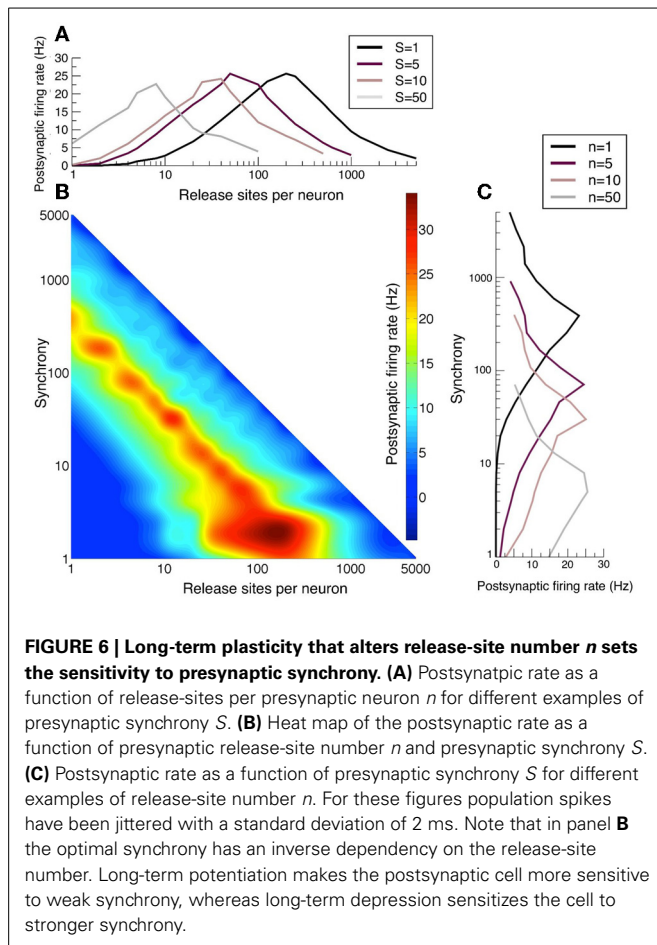 A
Postsynaptic firing rate (Hz)
30
25
20
15
10
5
0
1
10
100
1000
Release sites per neuron
S=1
S=5
S=10
S=50
B
Synchrony
5000
1000
100
10
1
1
10
100
1000
5000
Release sites per neuron
Postsynaptic firing rate (Hz)
30
25
20
15
10
5
0
C
n=1
n=5
n=10
n=50
Synchrony
1000
100
10
1
0
5
15
25
30
Postsynaptic firing rate (Hz)
FIGURE 6 | Long-term plasticity that alters release-site number n sets
the sensitivity to presynaptic synchrony. (A) Postsynatpic rate as a
function of release-sites per presynaptic neuron n for different examples of
presynaptic synchrony S. (B) Heat map of the postsynaptic rate as a
function of presynaptic release-site number n and presynaptic synchrony S.
(C) Postsynaptic rate as a function of presynaptic synchrony S for different
examples of release-site number n. For these figures population spikes
have been jittered with a standard deviation of 2 ms. Note that in panel B
the optimal synchrony has an inverse dependency on the release-site
number. Long-term potentiation makes the postsynaptic cell more sensitive
to weak synchrony, whereas long-term depression sensitizes the cell to
stronger synchrony.